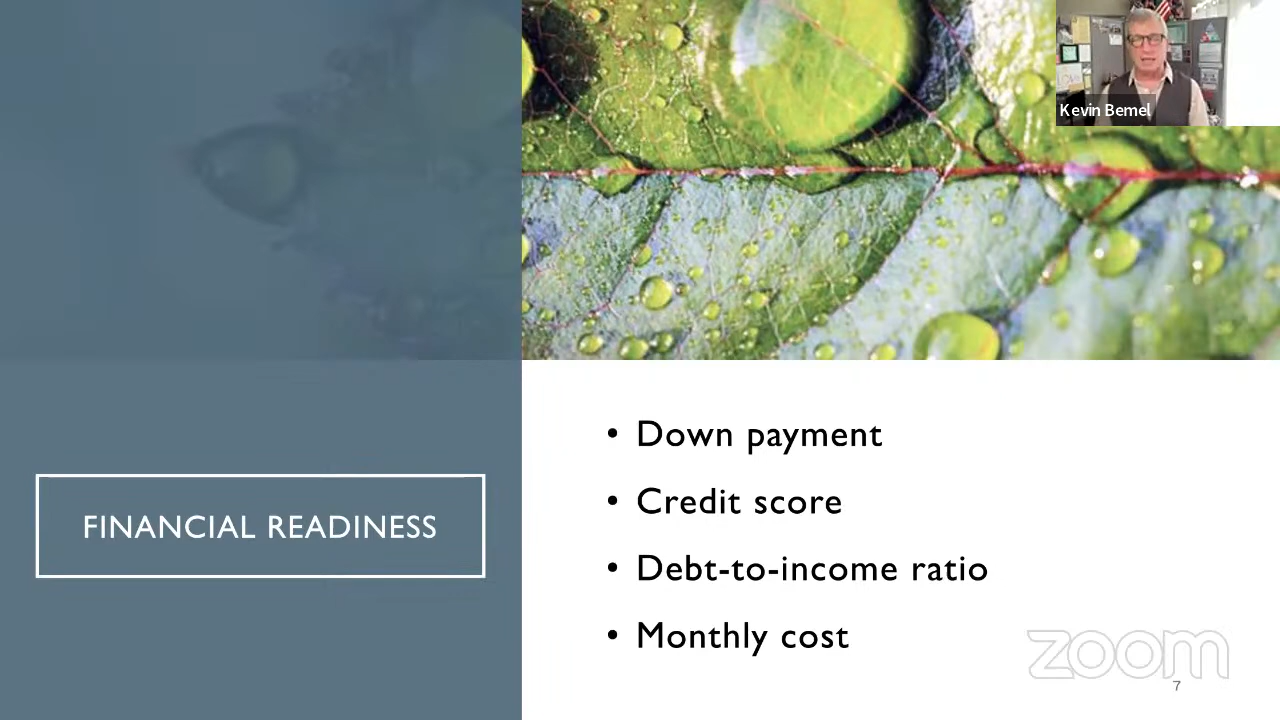 Kevin Bemel
FINANCIAL READINESS
• Down payment
• Credit score
• Debt-to-income ratio
• Monthly cost
zoom
7